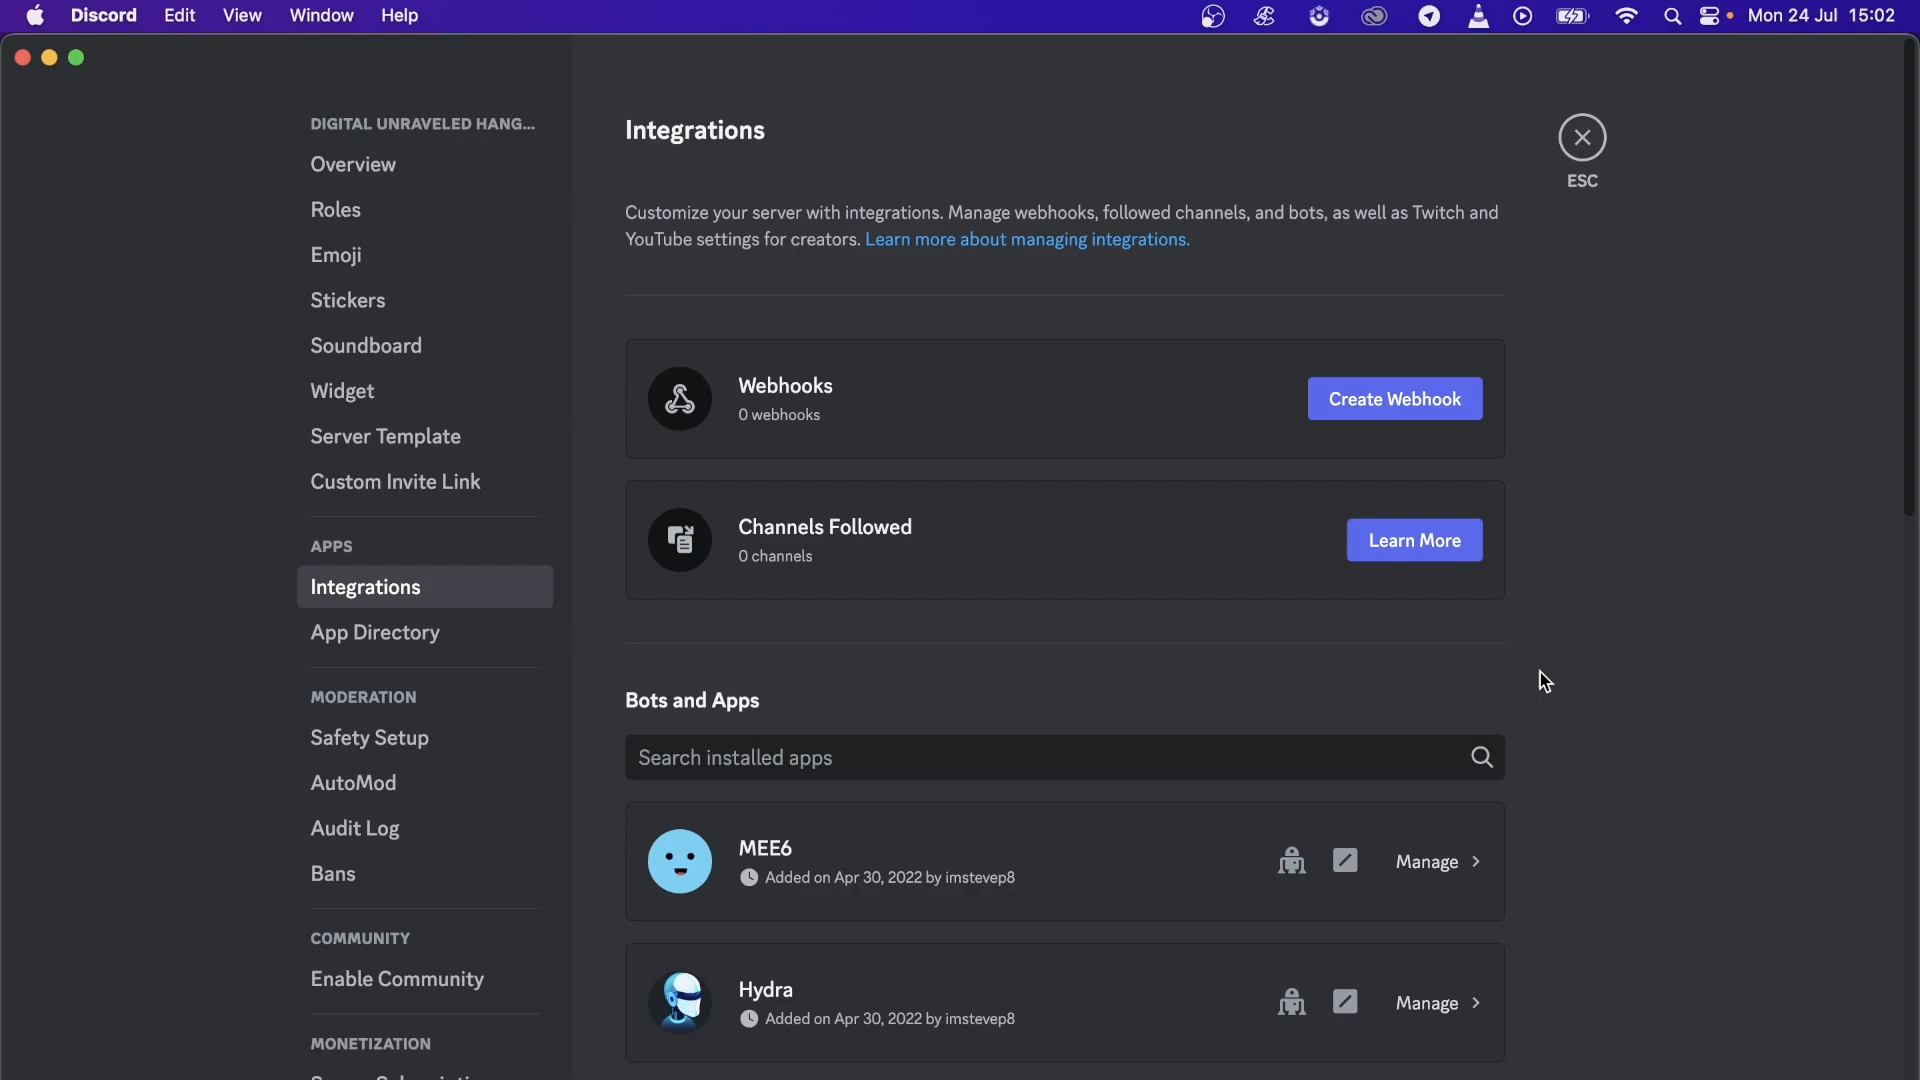 Discord Edit View Window Help Mon 24 Jul 15:02
DIGITAL UNRAVELED HANG...
Overview
Roles
Emoji
Stickers
Soundboard
Widget
Server Template
Custom Invite Link
APPS
Integrations
App Directory
MODERATION
Safety Setup
AutoMod
Audit Log
Bans
COMMUNITY
Enable Community
MONETIZATION
Integrations
ESC
Customize your server with integrations. Manage webhooks, followed channels, and bots, as well as Twitch and
YouTube settings for creators. Learn more about managing integrations.
Webhooks
0 webhooks
Create Webhook
Channels Followed
0 channels
Learn More
Bots and Apps
Search installed apps
MEE6
Added on Apr 30, 2022 by imstevep8
Manage
Hydra
Added on Apr 30, 2022 by imstevep8
Manage